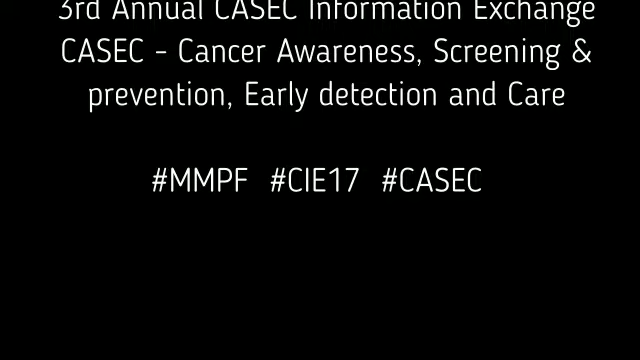 3rd Annual CASEC Information Exchange
CASEC - Cancer Awareness, Screening &
prevention, Early detection and Care
#MMPF #CIE17 #CASEC